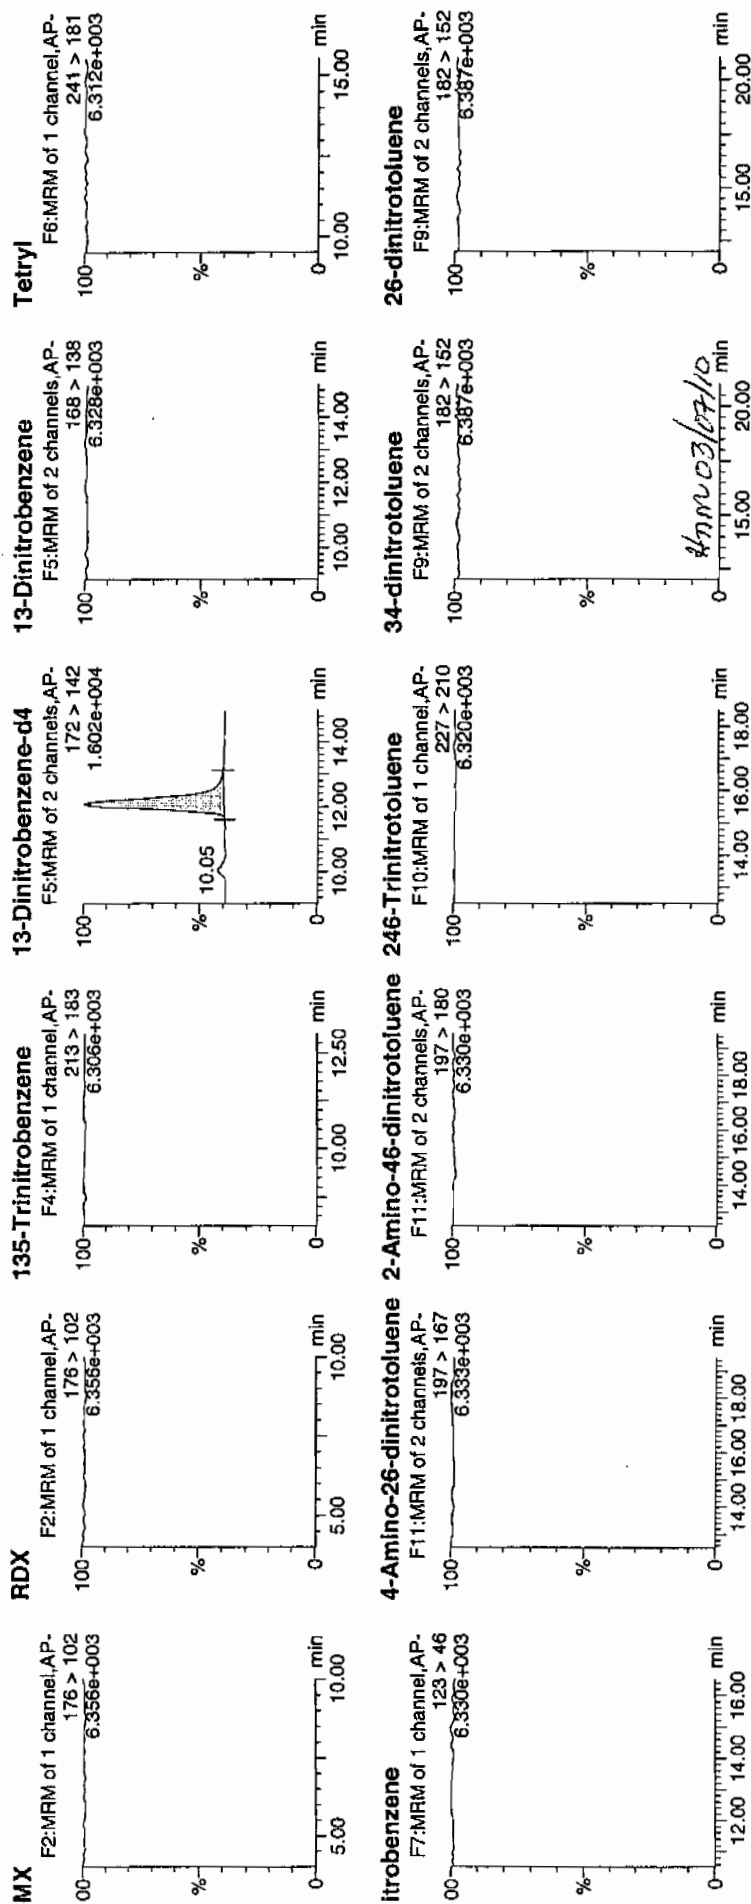 MX
F2:MRM of 1 channel,AP-
176 > 102
6.356e+003
00
%
0
5.00 10.00 min
RDX
F2:MRM of 1 channel,AP-
176 > 102
6.356e+003
100
%
0
5.00 10.00 min
135-Trinitrobenzene
F4:MRM of 1 channel,AP-
213 > 183
6.306e+003
100
%
0
10.00 12.50 min
13-Dinitrobenzene-d4
F5:MRM of 2 channels,AP-
172 > 142
1.602e+004
100
%
10.05
0
10.00 12.00 14.00 min
13-Dinitrobenzene
F5:MRM of 2 channels,AP-
168 > 138
6.328e+003
100
%
0
10.00 12.00 14.00 min
Tetryl
F6:MRM of 1 channel,AP-
241 > 181
6.312e+003
100
%
0
10.00 15.00 min
itrobenzene
F7:MRM of 1 channel,AP-
123 > 46
6.330e+003
00
%
0
12.00 14.00 16.00 min
4-Amino-26-dinitrotoluene
F11:MRM of 2 channels,AP-
197 > 167
6.333e+003
100
%
0
14.00 16.00 18.00 min
2-Amino-46-dinitrotoluene
F11:MRM of 2 channels,AP-
197 > 180
6.330e+003
100
%
0
14.00 16.00 18.00 min
246-Trinitrotoluene
F10:MRM of 1 channel,AP-
227 > 210
6.320e+003
100
%
0
14.00 16.00 18.00 min
34-dinitrotoluene
F9:MRM of 2 channels,AP-
182 > 152
6.387e+003
100
%
03/07/10
0
15.00 20.00 min
26-dinitrotoluene
F9:MRM of 2 channels,AP-
182 > 152
6.387e+003
100
%
0
15.00 20.00 min